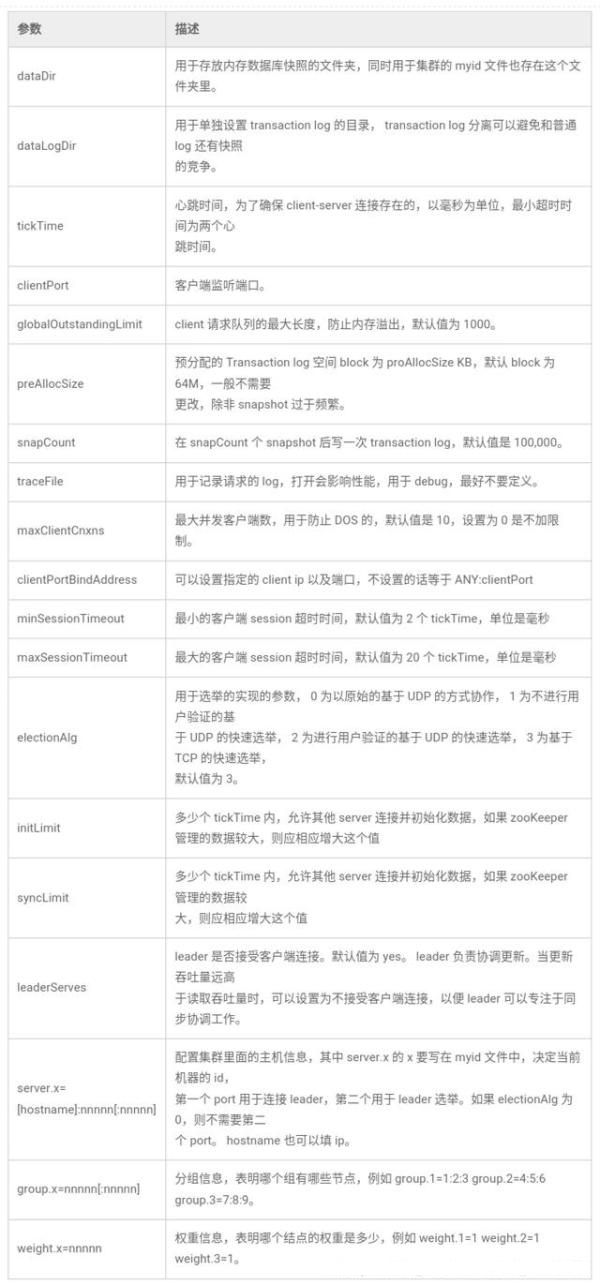 参数 描述
dataDir 用于存放内存数据库快照的文件夹，同时用于集群的 myid 文件也存在这个文
件夹里。
dataLogDir 用于单独设置 transaction log 的目录， transaction log 分离可以避免和普通
log 还有快照
的竞争。
tickTime 心跳时间，为了确保 client-server 连接存在的，以毫秒为单位，最小超时时
间为两个心
跳时间。
clientPort 客户端监听端口。
globalOutstandingLimit client 请求队列的最大长度，防止内存溢出，默认值为 1000。
preAllocSize 预分配的 Transaction log 空间 block 为 proAllocSize KB，默认 block 为
64M，一般不需要
更改，除非 snapshot 过于频繁。
snapCount 在 snapCount 个 snapshot 后写一次 transaction log，默认值是 100,000。
traceFile 用于记录请求的 log，打开会影响性能，用于 debug，最好不要定义。
maxClientCnxns 最大并发客户端数，用于防止 DOS 的，默认值是 10，设置为 0 是不加限
制。
clientPortBindAddress 可以设置指定的 client ip 以及端口，不设置的话等于 ANY:clientPort
minSessionTimeout 最小的客户端 session 超时时间，默认值为 2 个 tickTime，单位是毫秒
maxSessionTimeout 最大的客户端 session 超时时间，默认值为 20 个 tickTime，单位是毫秒
electionAlg 用于选举的实现的参数， 0 为以原始的基于 UDP 的方式协作， 1 为不进行用
户验证的基
于 UDP 的快速选举， 2 为进行用户验证的基于 UDP 的快速选举， 3 为基于
TCP 的快速选举，
默认值为 3。
initLimit 多少个 tickTime 内，允许其他 server 连接并初始化数据，如果 zooKeeper
管理的数据较大，则应相应增大这个值
syncLimit 多少个 tickTime 内，允许其他 server 连接并初始化数据，如果 zooKeeper
管理的数据较
大，则应相应增大这个值
leaderServes leader 是否接受客户端连接。默认值为 yes。 leader 负责协调更新。当更新
吞吐量远高
于读取吞吐量时，可以设置为不接受客户端连接，以便 leader 可以专注于同
步协调工作。
server.x=
[hostname]:nnnnn[:nnnnn] 配置集群里面的主机信息，其中 server.x 的 x 要写在 myid 文件中，决定当前
机器的 id，
第一个 port 用于连接 leader，第二个用于 leader 选举。如果 electionAlg 为
0，则不需要第二
个 port。 hostname 也可以填 ip。
group.x=nnnnn[:nnnnn] 分组信息，表明哪个组有哪些节点，例如 group.1=1:2:3 group.2=4:5:6
group.3=7:8:9。
weight.x=nnnnn 权重信息，表明哪个结点的权重是多少，例如 weight.1=1 weight.2=1
weight.3=1。